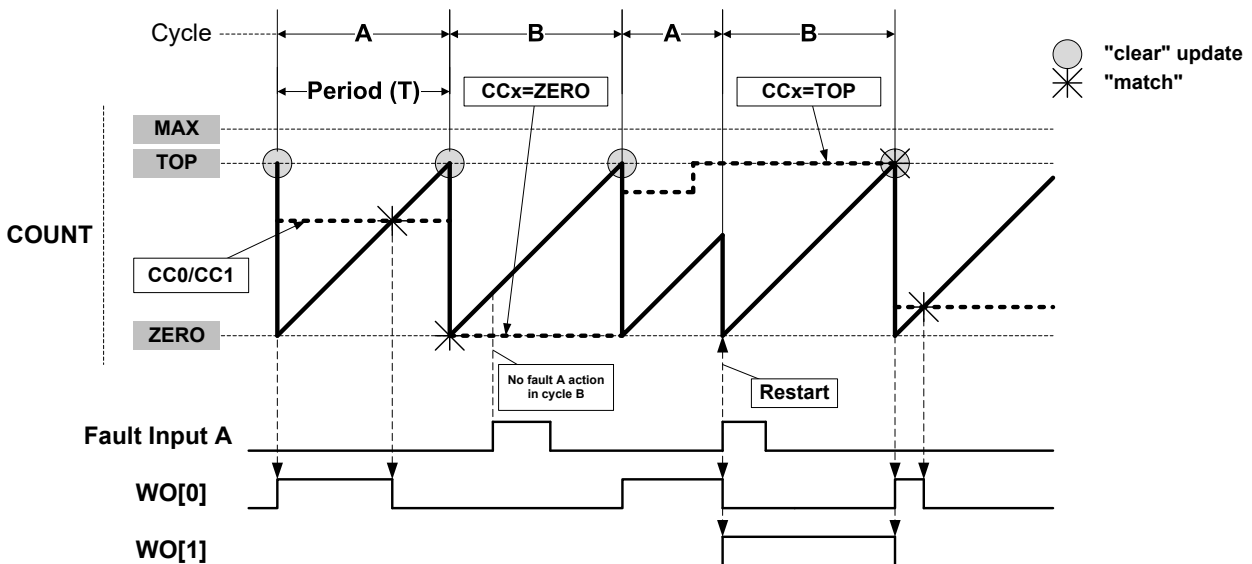 Cycle A B A B
"clear" update
"match"
Period (T)
CCx=ZERO
CCx=TOP
MAX
TOP
COUNT
CC0/CC1
ZERO
No fault A action
in cycle B
Restart
Fault Input A
WO[0]
WO[1]